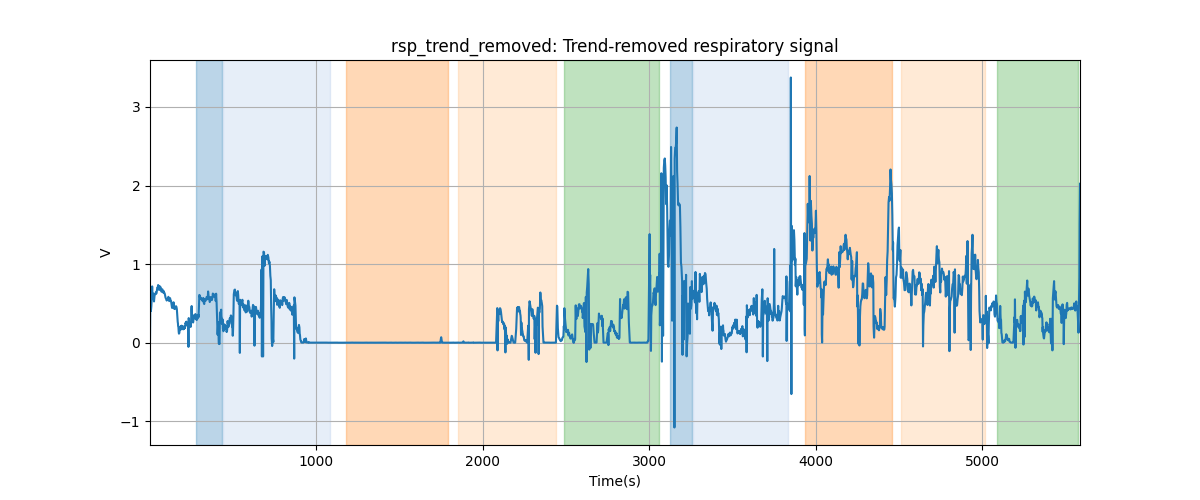 rsp_trend_removed: Trend-removed respiratory signal
V
3
2
1
0
−1
1000 2000 3000 4000 5000
Time(s)